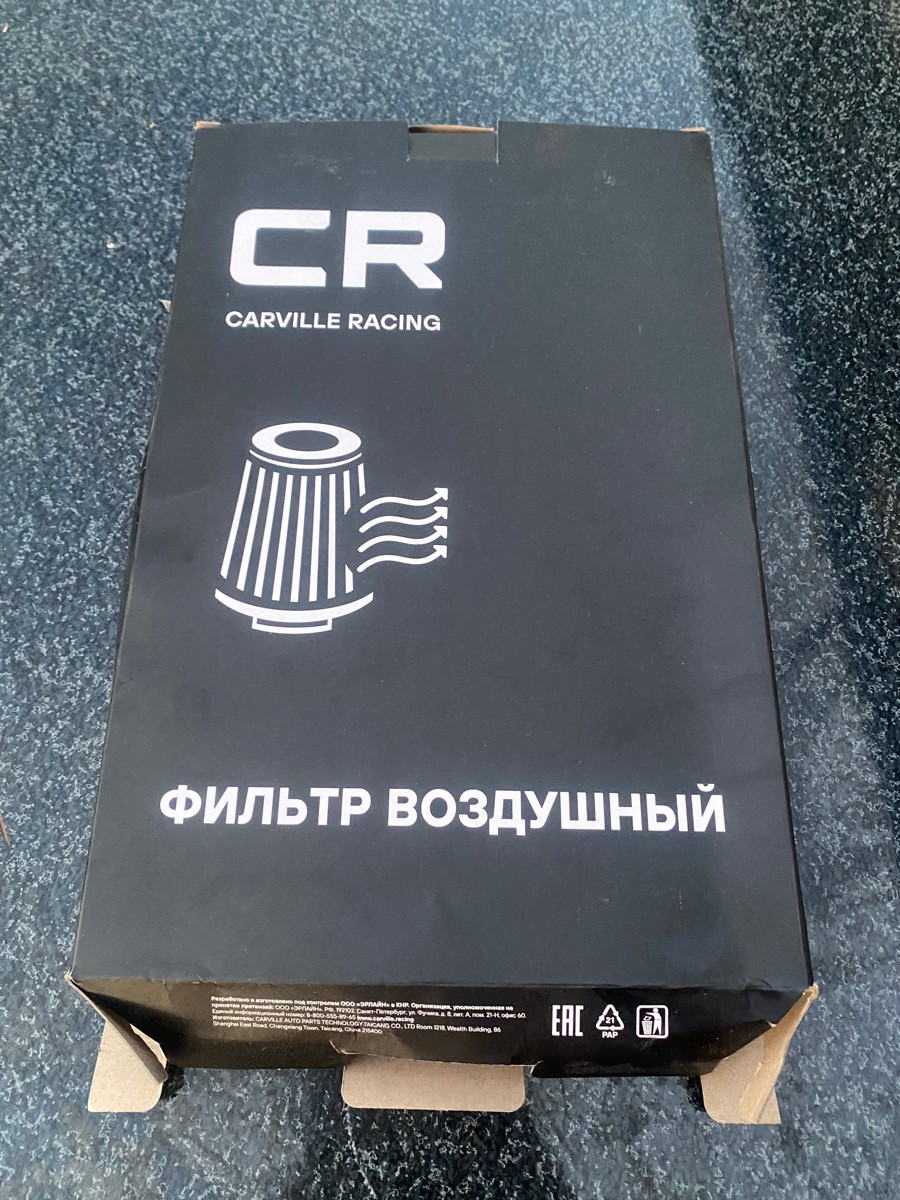 CR
CARVILLE RACING
ФИЛЬТР ВОЗДУШНЫЙ
Разработано и изготовлено под контролем ООО «ЭРЛАЙН» в КНР. Организация, уполномоченная на
принятие претензий: ООО «ЭРЛАЙН», РФ, 192102, Санкт-Петербург, ул. Фучика, д. 8, лит. А, пом. 21-Н, офис 60.
Единый информационный номер: 8-800-555-89-65 www.carville.racing
Изготовитель: CARVILLE AUTO PARTS TECHNOLOGY.TAICANG CO., LTD Room 1218, Wealth Building, 86
Shanghai East Road, Chengxiang Town, Taicang, China 215400
EAC
21
PAP